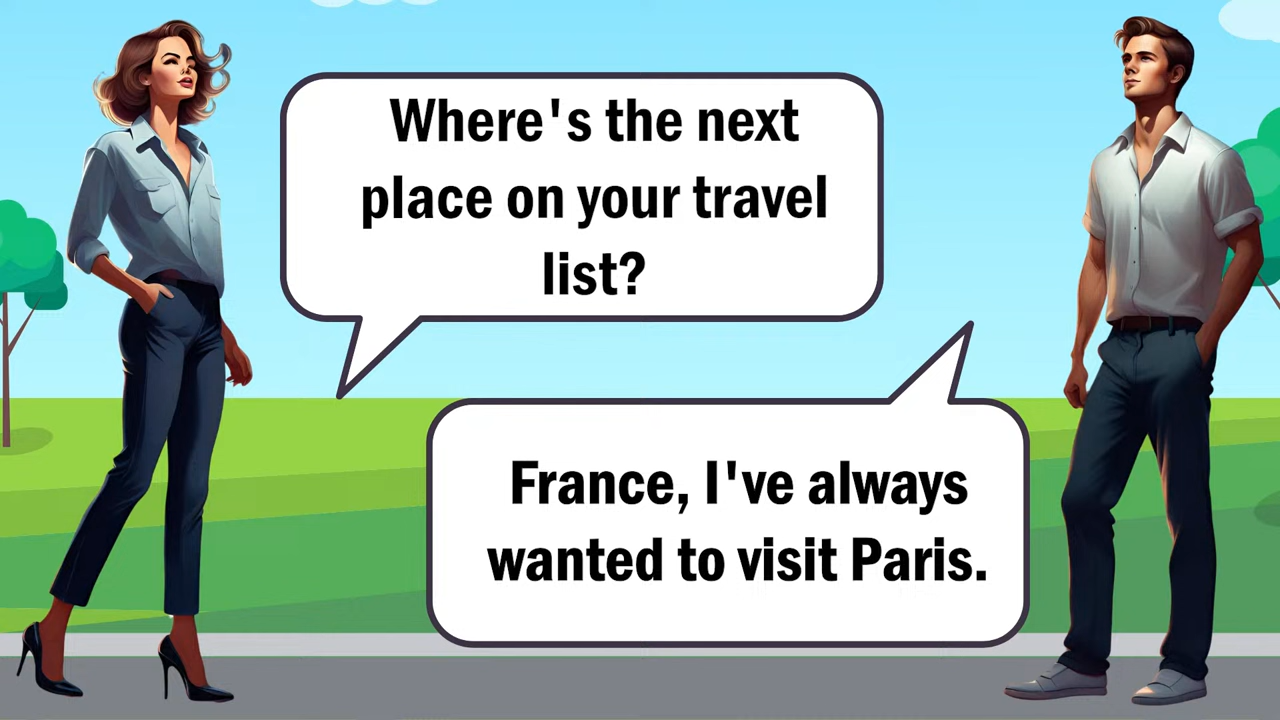 Where's the next
place on your travel
list?
France, I've always
wanted to visit Paris.